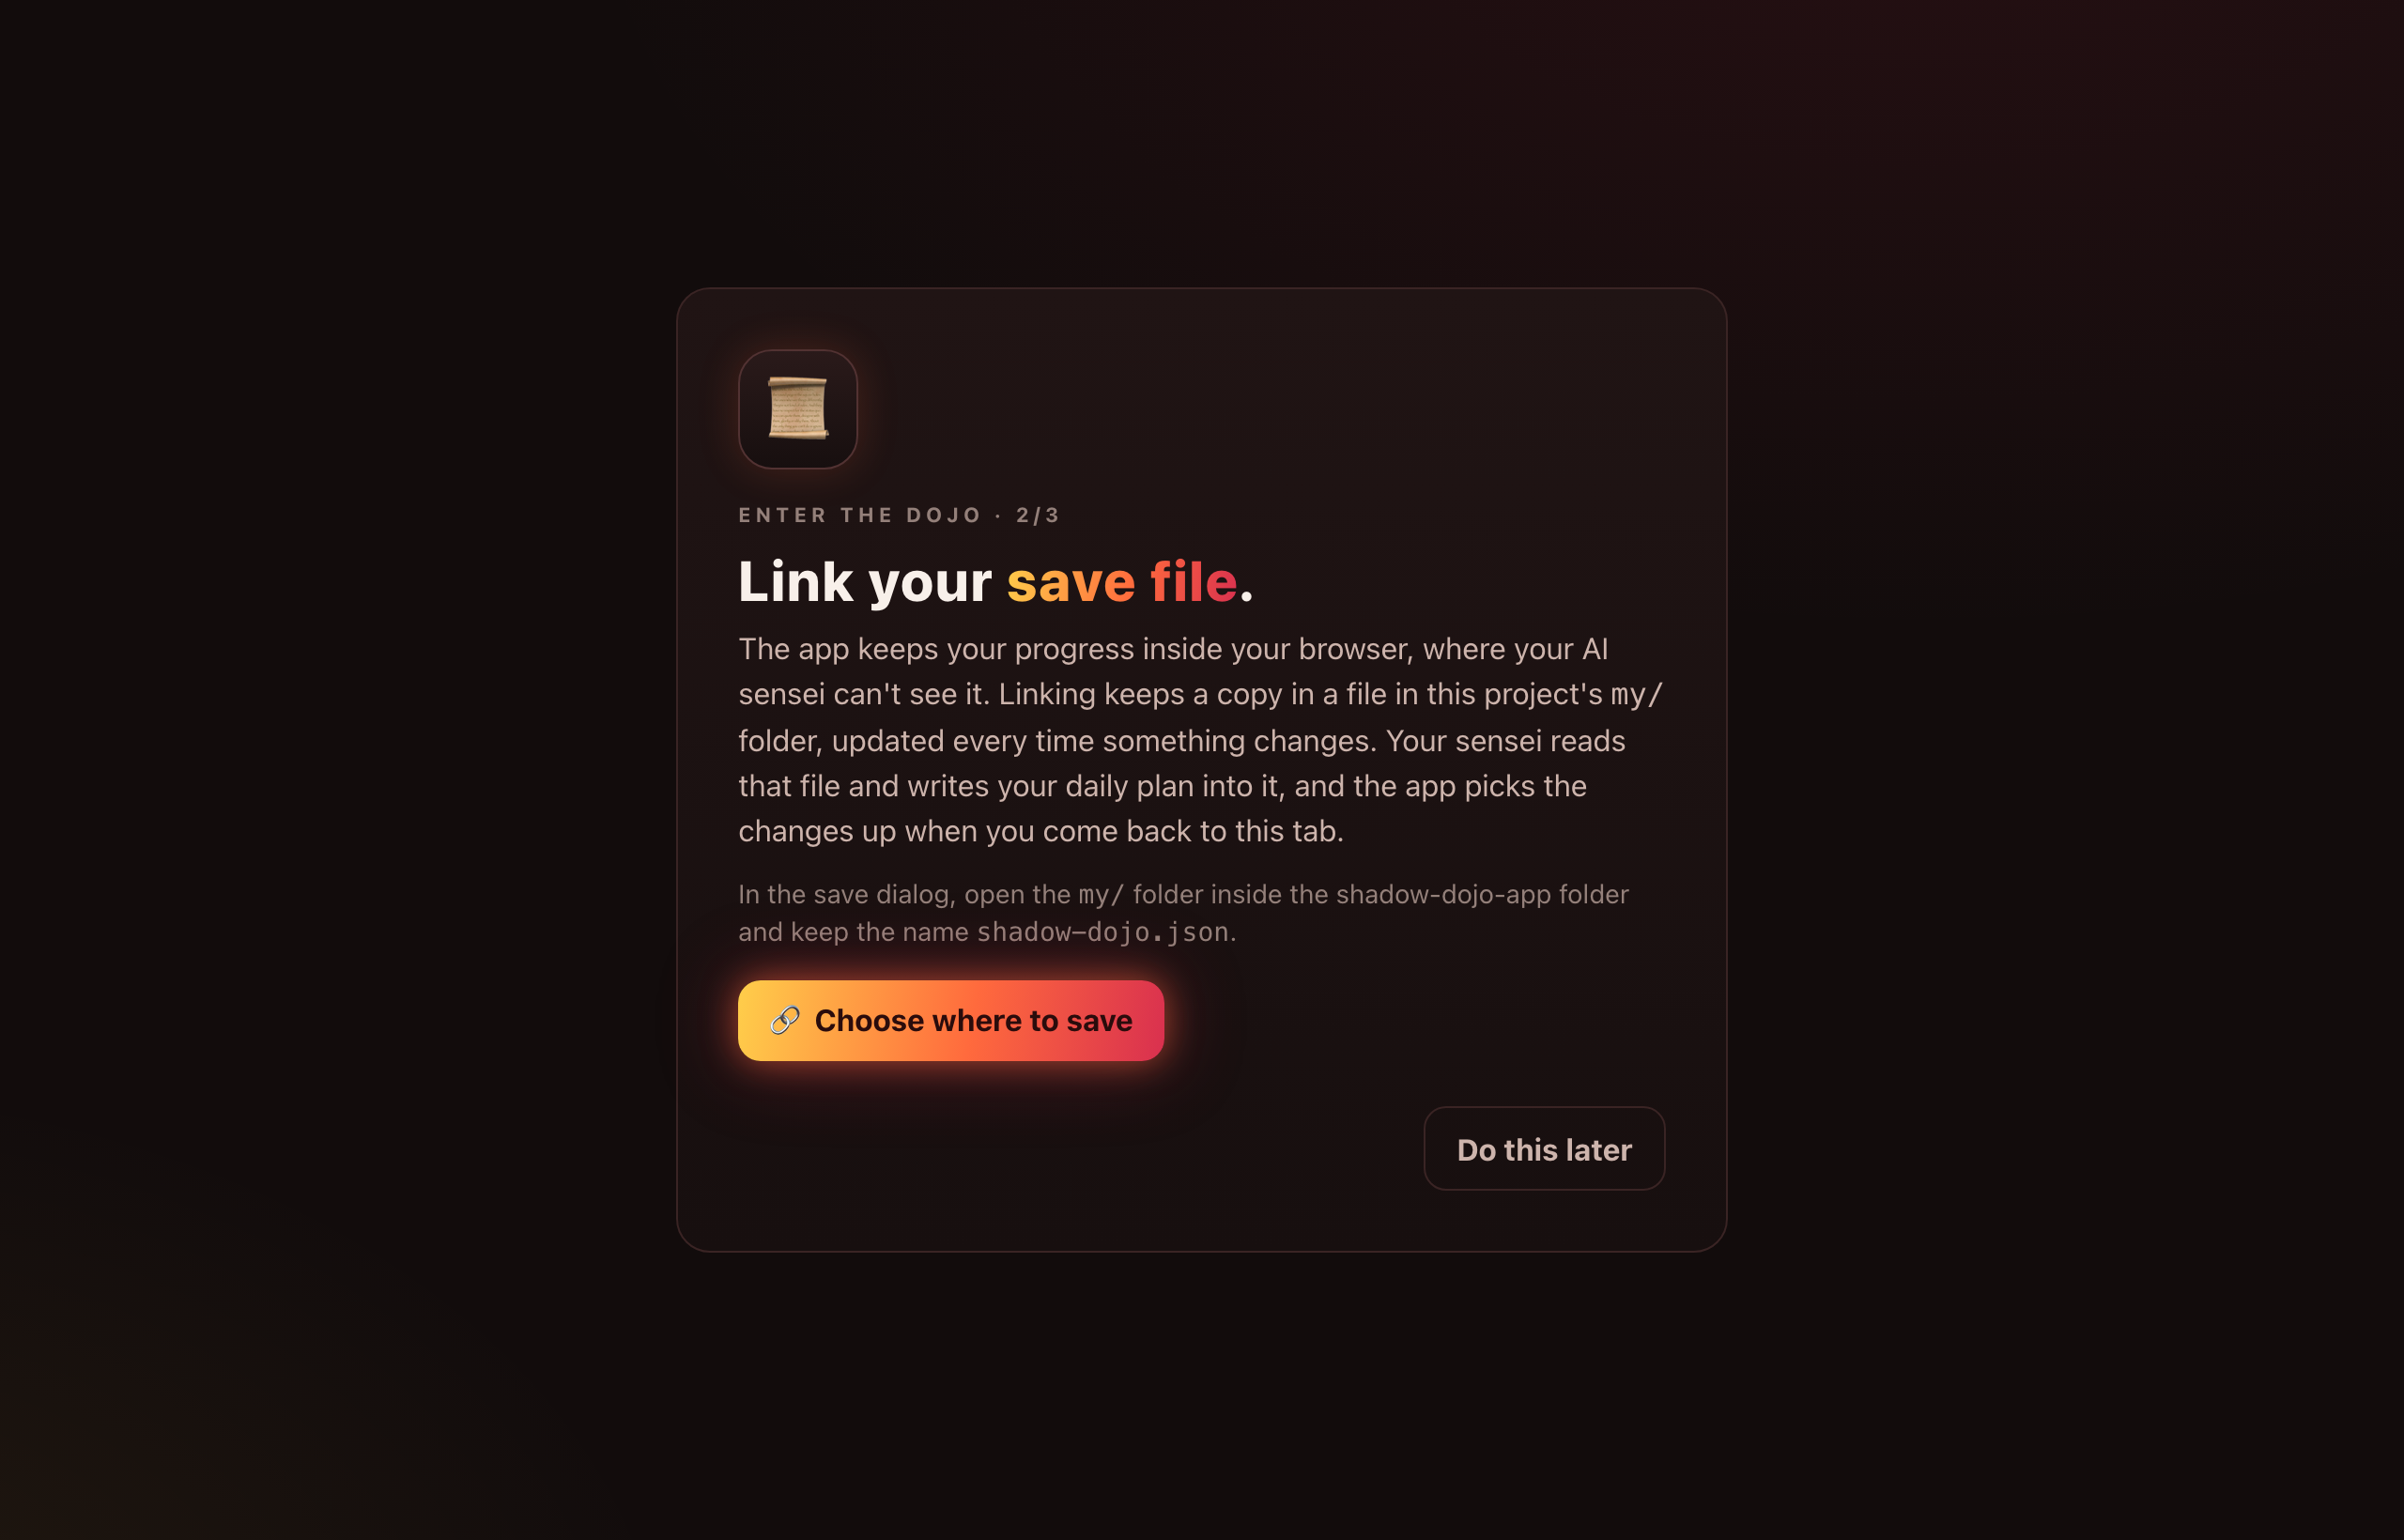 ENTER THE DOJO · 2/3
Link your save file.
The app keeps your progress inside your browser, where your AI
sensei can't see it. Linking keeps a copy in a file in this project's my/
folder, updated every time something changes. Your sensei reads
that file and writes your daily plan into it, and the app picks the
changes up when you come back to this tab.
In the save dialog, open the my/ folder inside the shadow-dojo-app folder
and keep the name shadow-dojo.json.
🔗 Choose where to save
Do this later